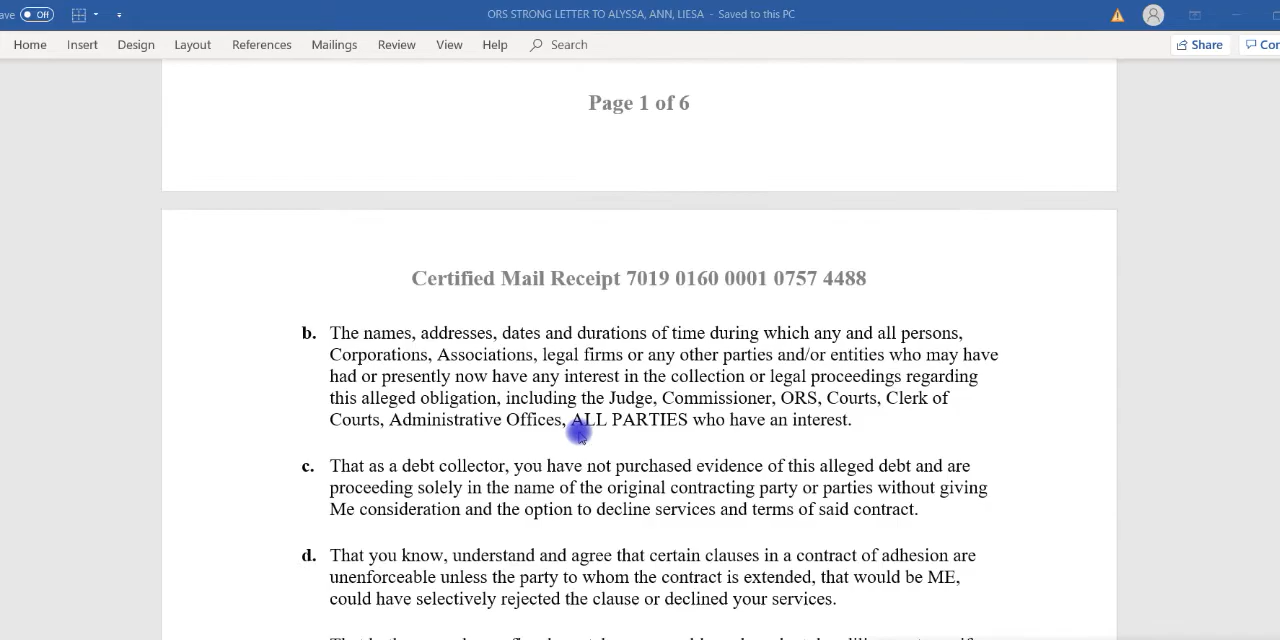 ave Off ORS STRONG LETTER TO ALYSSA, ANN, LIESA - Saved to this PC
Home Insert Design Layout References Mailings Review View Help Search Share Con
Page 1 of 6
Certified Mail Receipt 7019 0160 0001 0757 4488
b. The names, addresses, dates and durations of time during which any and all persons,
Corporations, Associations, legal firms or any other parties and/or entities who may have
had or presently now have any interest in the collection or legal proceedings regarding
this alleged obligation, including the Judge, Commissioner, ORS, Courts, Clerk of
Courts, Administrative Offices, ALL PARTIES who have an interest.
c. That as a debt collector, you have not purchased evidence of this alleged debt and are
proceeding solely in the name of the original contracting party or parties without giving
Me consideration and the option to decline services and terms of said contract.
d. That you know, understand and agree that certain clauses in a contract of adhesion are
unenforceable unless the party to whom the contract is extended, that would be ME,
could have selectively rejected the clause or declined your services.